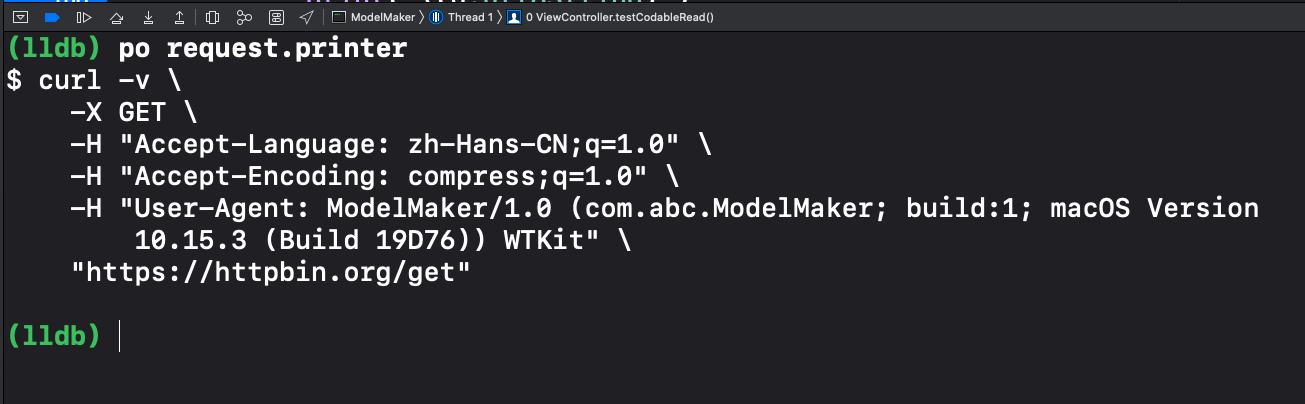 ModelMaker 〉 Thread 1 〉 0 ViewController.testCodableRead()
(lldb) po request.printer
$ curl -v \
-X GET \
-H "Accept-Language: zh-Hans-CN;q=1.0" \
-H "Accept-Encoding: compress;q=1.0" \
-H "User-Agent: ModelMaker/1.0 (com.abc.ModelMaker; build:1; macOS Version
10.15.3 (Build 19D76)) WTKit" \
"https://httpbin.org/get"
(lldb)